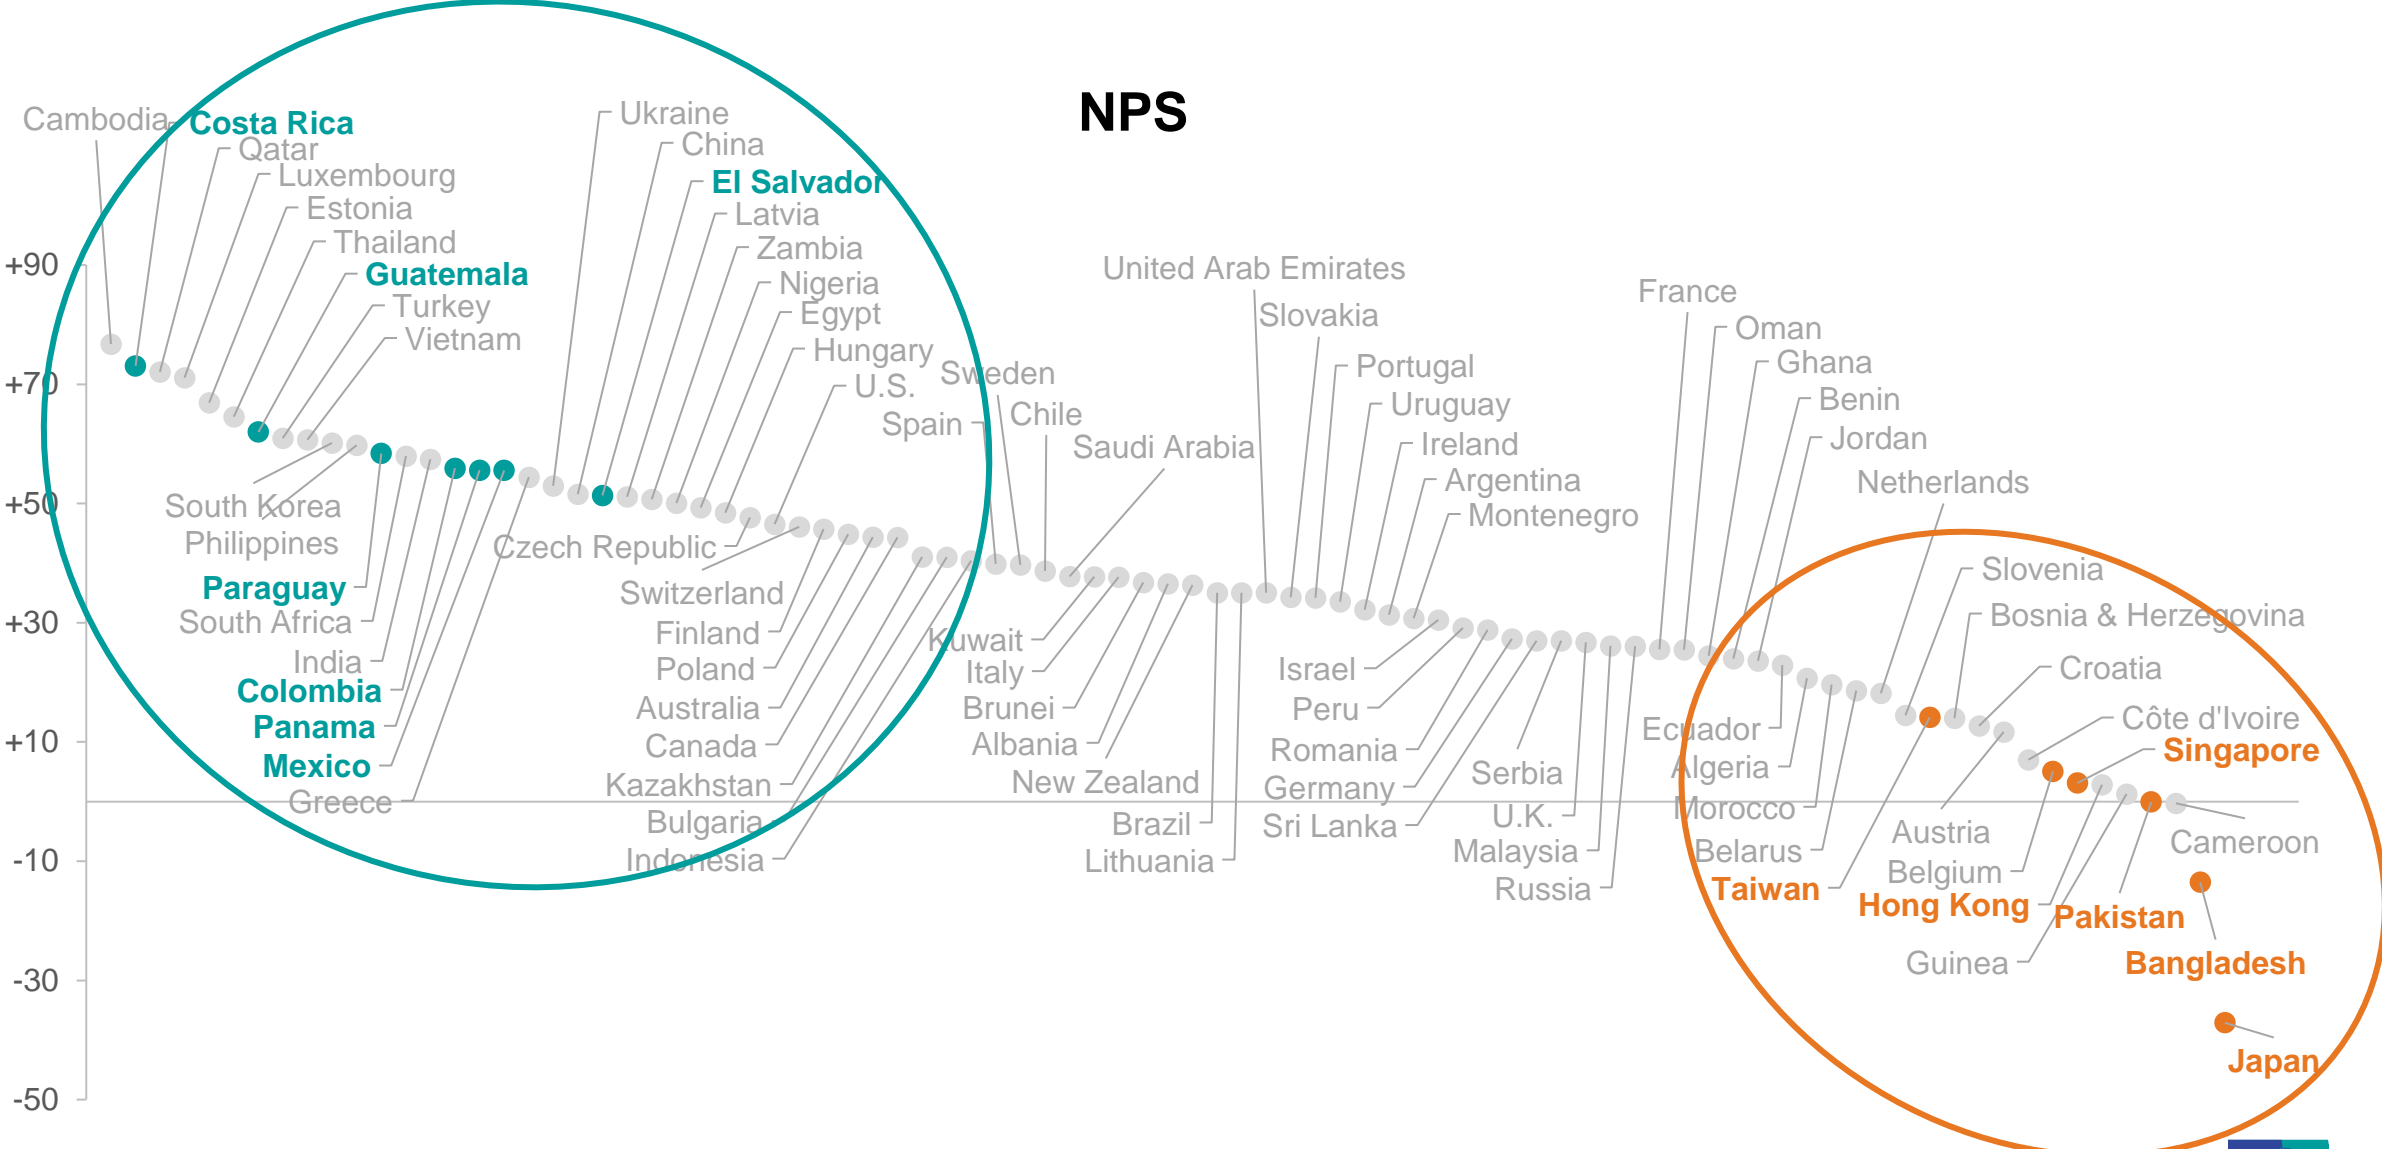 NPS
Cambodia
Costa Rica
Qatar
Luxembourg
Estonia
Thailand
Guatemala
Turkey
Vietnam
Ukraine
China
El Salvador
Latvia
Zambia
Nigeria
Egypt
Hungary
U.S.
Sweden
Spain
Chile
Saudi Arabia
United Arab Emirates
Slovakia
Portugal
Uruguay
Ireland
Argentina
Montenegro
France
Oman
Ghana
Benin
Jordan
Netherlands
Slovenia
Bosnia & Herzegovina
Croatia
Côte d'Ivoire
Singapore
+90
+70
+50
+30
+10
-10
-30
-50
South Korea
Philippines
Paraguay
South Africa
India
Colombia
Panama
Mexico
Greece
Czech Republic
Switzerland
Finland
Poland
Australia
Canada
Kazakhstan
Bulgaria
Indonesia
Kuwait
Italy
Brunei
Albania
New Zealand
Brazil
Lithuania
Israel
Peru
Romania
Germany
Sri Lanka
Serbia
U.K.
Malaysia
Russia
Ecuador
Algeria
Morocco
Belarus
Taiwan
Austria
Belgium
Hong Kong
Guinea
Pakistan
Cameroon
Bangladesh
Japan